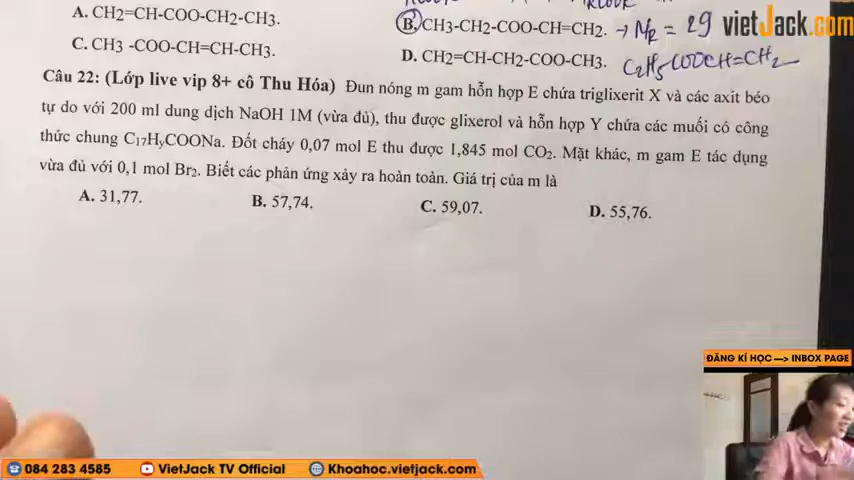 A. CH2=CH-COO-CH2-CH3.
B. CH3-CH2-COO-CH=CH2. → MR = 29
C. CH3 -COO-CH=CH-CH3.
D. CH2=CH-CH2-COO-CH3. C2H5COOCH=CH2
vietJack.com
Câu 22: (Lớp live vip 8+ cô Thu Hóa) Đun nóng m gam hỗn hợp E chứa triglixerit X và các axit béo
tự do với 200 ml dung dịch NaOH 1M (vừa đủ), thu được glixerol và hỗn hợp Y chứa các muối có công
thức chung C17HyCOONa. Đốt cháy 0,07 mol E thu được 1,845 mol CO2. Mặt khác, m gam E tác dụng
vừa đủ với 0,1 mol Br2. Biết các phản ứng xảy ra hoàn toàn. Giá trị của m là
A. 31,77. B. 57,74. C. 59,07. D. 55,76.
ĐĂNG KÍ HỌC —> INBOX PAGE
084 283 4585 VietJack TV Official Khoahoc.vietjack.com